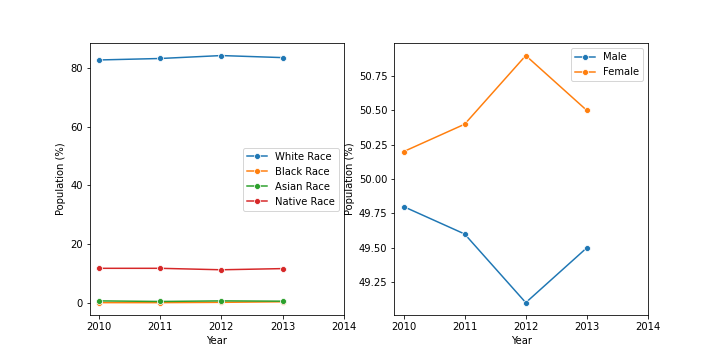 80
60
40
20
0
Population (%)
2010 2011 2012 2013 2014
Year
White Race
Black Race
Asian Race
Native Race
50.75
50.50
50.25
50.00
49.75
49.50
49.25
Population (%)
2010 2011 2012 2013 2014
Year
Male
Female